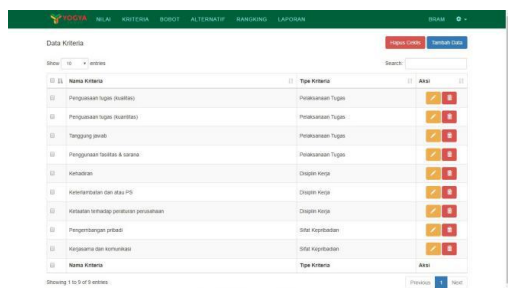 YOGYA NILAI KRITERIA BOBOT ALTERNATIF RANGKING LAPORAN BRAM
Data Kriteria Hapus Ceklis Tambah Data
Show 10 entries Search:
Nama Kriteria Tipe Kriteria Aksi
Penguasaan tugas (kualitas) Pelaksanaan Tugas
Penguasaan tugas (kuantitas) Pelaksanaan Tugas
Tanggung jawab Pelaksanaan Tugas
Penggunaan fasilitas & sarana Pelaksanaan Tugas
Kehadiran Disiplin Kerja
Keterlambatan dan atau PS Disiplin Kerja
Ketaatan terhadap peraturan perusahaan Disiplin Kerja
Pengembangan pribadi Sifat Kepribadian
Kerjasama dan komunikasi Sifat Kepribadian
Nama Kriteria Tipe Kriteria Aksi
Showing 1 to 9 of 9 entries Previous 1 Next